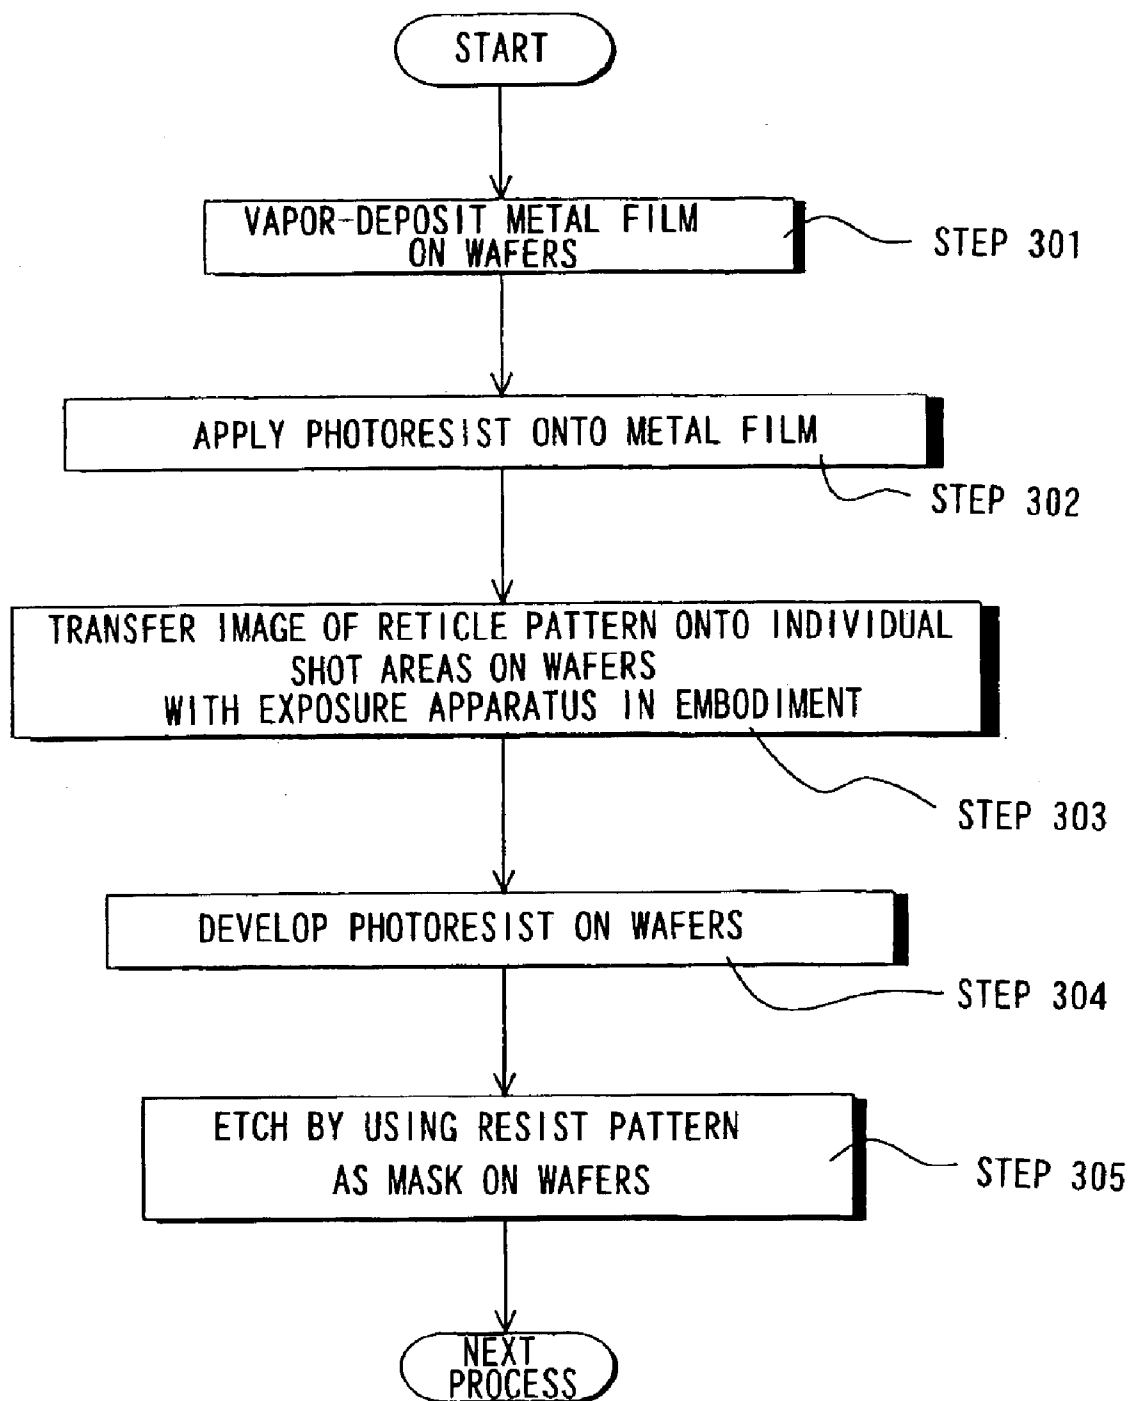 START
VAPOR-DEPOSIT METAL FILM
ON WAFERS
STEP 301
APPLY PHOTORESIST ONTO METAL FILM
STEP 302
TRANSFER IMAGE OF RETICLE PATTERN ONTO INDIVIDUAL
SHOT AREAS ON WAFERS
WITH EXPOSURE APPARATUS IN EMBODIMENT
STEP 303
DEVELOP PHOTORESIST ON WAFERS
STEP 304
ETCH BY USING RESIST PATTERN
AS MASK ON WAFERS
STEP 305
NEXT
PROCESS